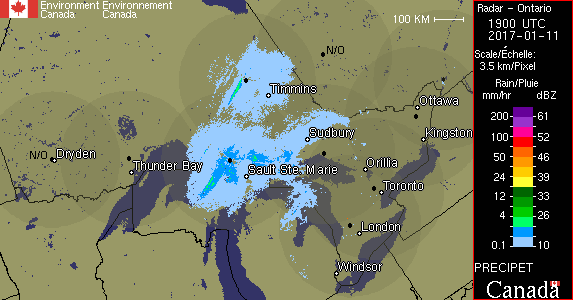 Environment Environnement
Canada Canada
100 KM
N/O
Timmins
Ottawa
Sudbury
Kingston
N/O Dryden
Thunder Bay
Sault Ste. Marie
Orillia
Toronto
London
Windsor
Radar - Ontario
1900 UTC
2017-01-11
Scale/Échelle:
3.5 km/Pixel
Rain/Pluie
mm/hr dBZ
200 61
100 52
50 46
24 39
12 33
4 26
0.1 10
PRECIPET
Canada